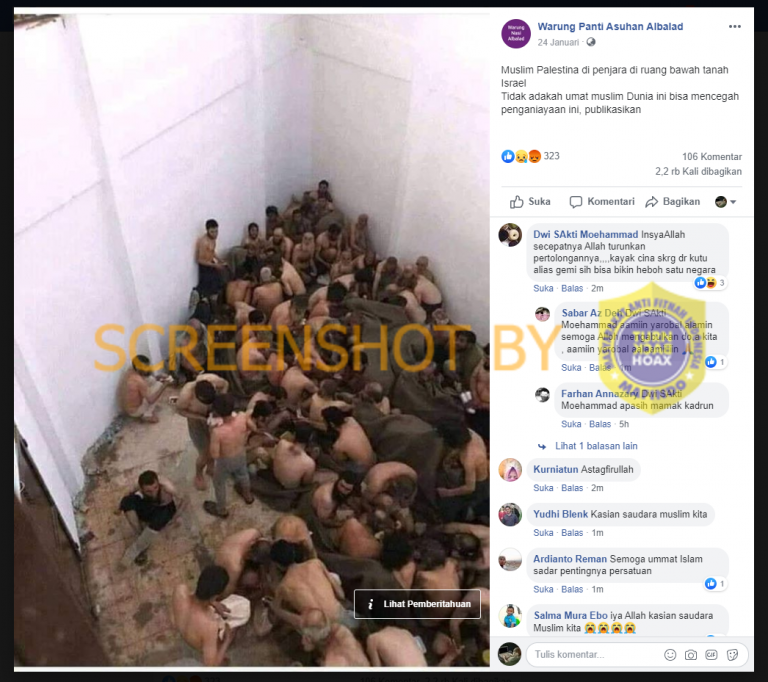 Warung Panti Asuhan Albalad
24 Januari
Muslim Palestina di penjara di ruang bawah tanah
Israel
Tidak adakah umat muslim Dunia ini bisa mencegah
penganiayaan ini, publikasikan
323
106 Komentar
2,2 rb Kali dibagikan
Suka
Komentari
Bagikan
Dwi SAkti Moehammad InsyaAllah
secepatnya Allah turunkan
pertolongannya,,,,kayak cina skrg dr kutu
alias gemi sih bisa bikin heboh satu negara
3
Suka · Balas · 2m
Sabar Az Deh Dwi SAkti
Moehammad aamiin yarobal alamin
semoga Allah mengabulkan do,a kita
, aamiin yarobal
1
Suka · Balas
Farhan Annazary Dwi SAkti
Moehammad apasih mamak kadrun
Suka · Balas · 5h
Lihat 1 balasan lain
Kurniatun Astagfirullah
Suka · Balas · 2m
Yudhi Blenk Kasian saudara muslim kita
Suka · Balas · 1m
Ardianto Reman Semoga ummat Islam
sadar pentingnya persatuan
1
Suka · Balas · 1m
Salma Mura Ebo iya Allah kasian saudara
Muslim kita 😭😭😭😭
Tulis komentar...
GIF
i Lihat Pemberitahuan
SCREENSHOT BY
ANTI FITNAH
TURN
HOAX
MAFINDO